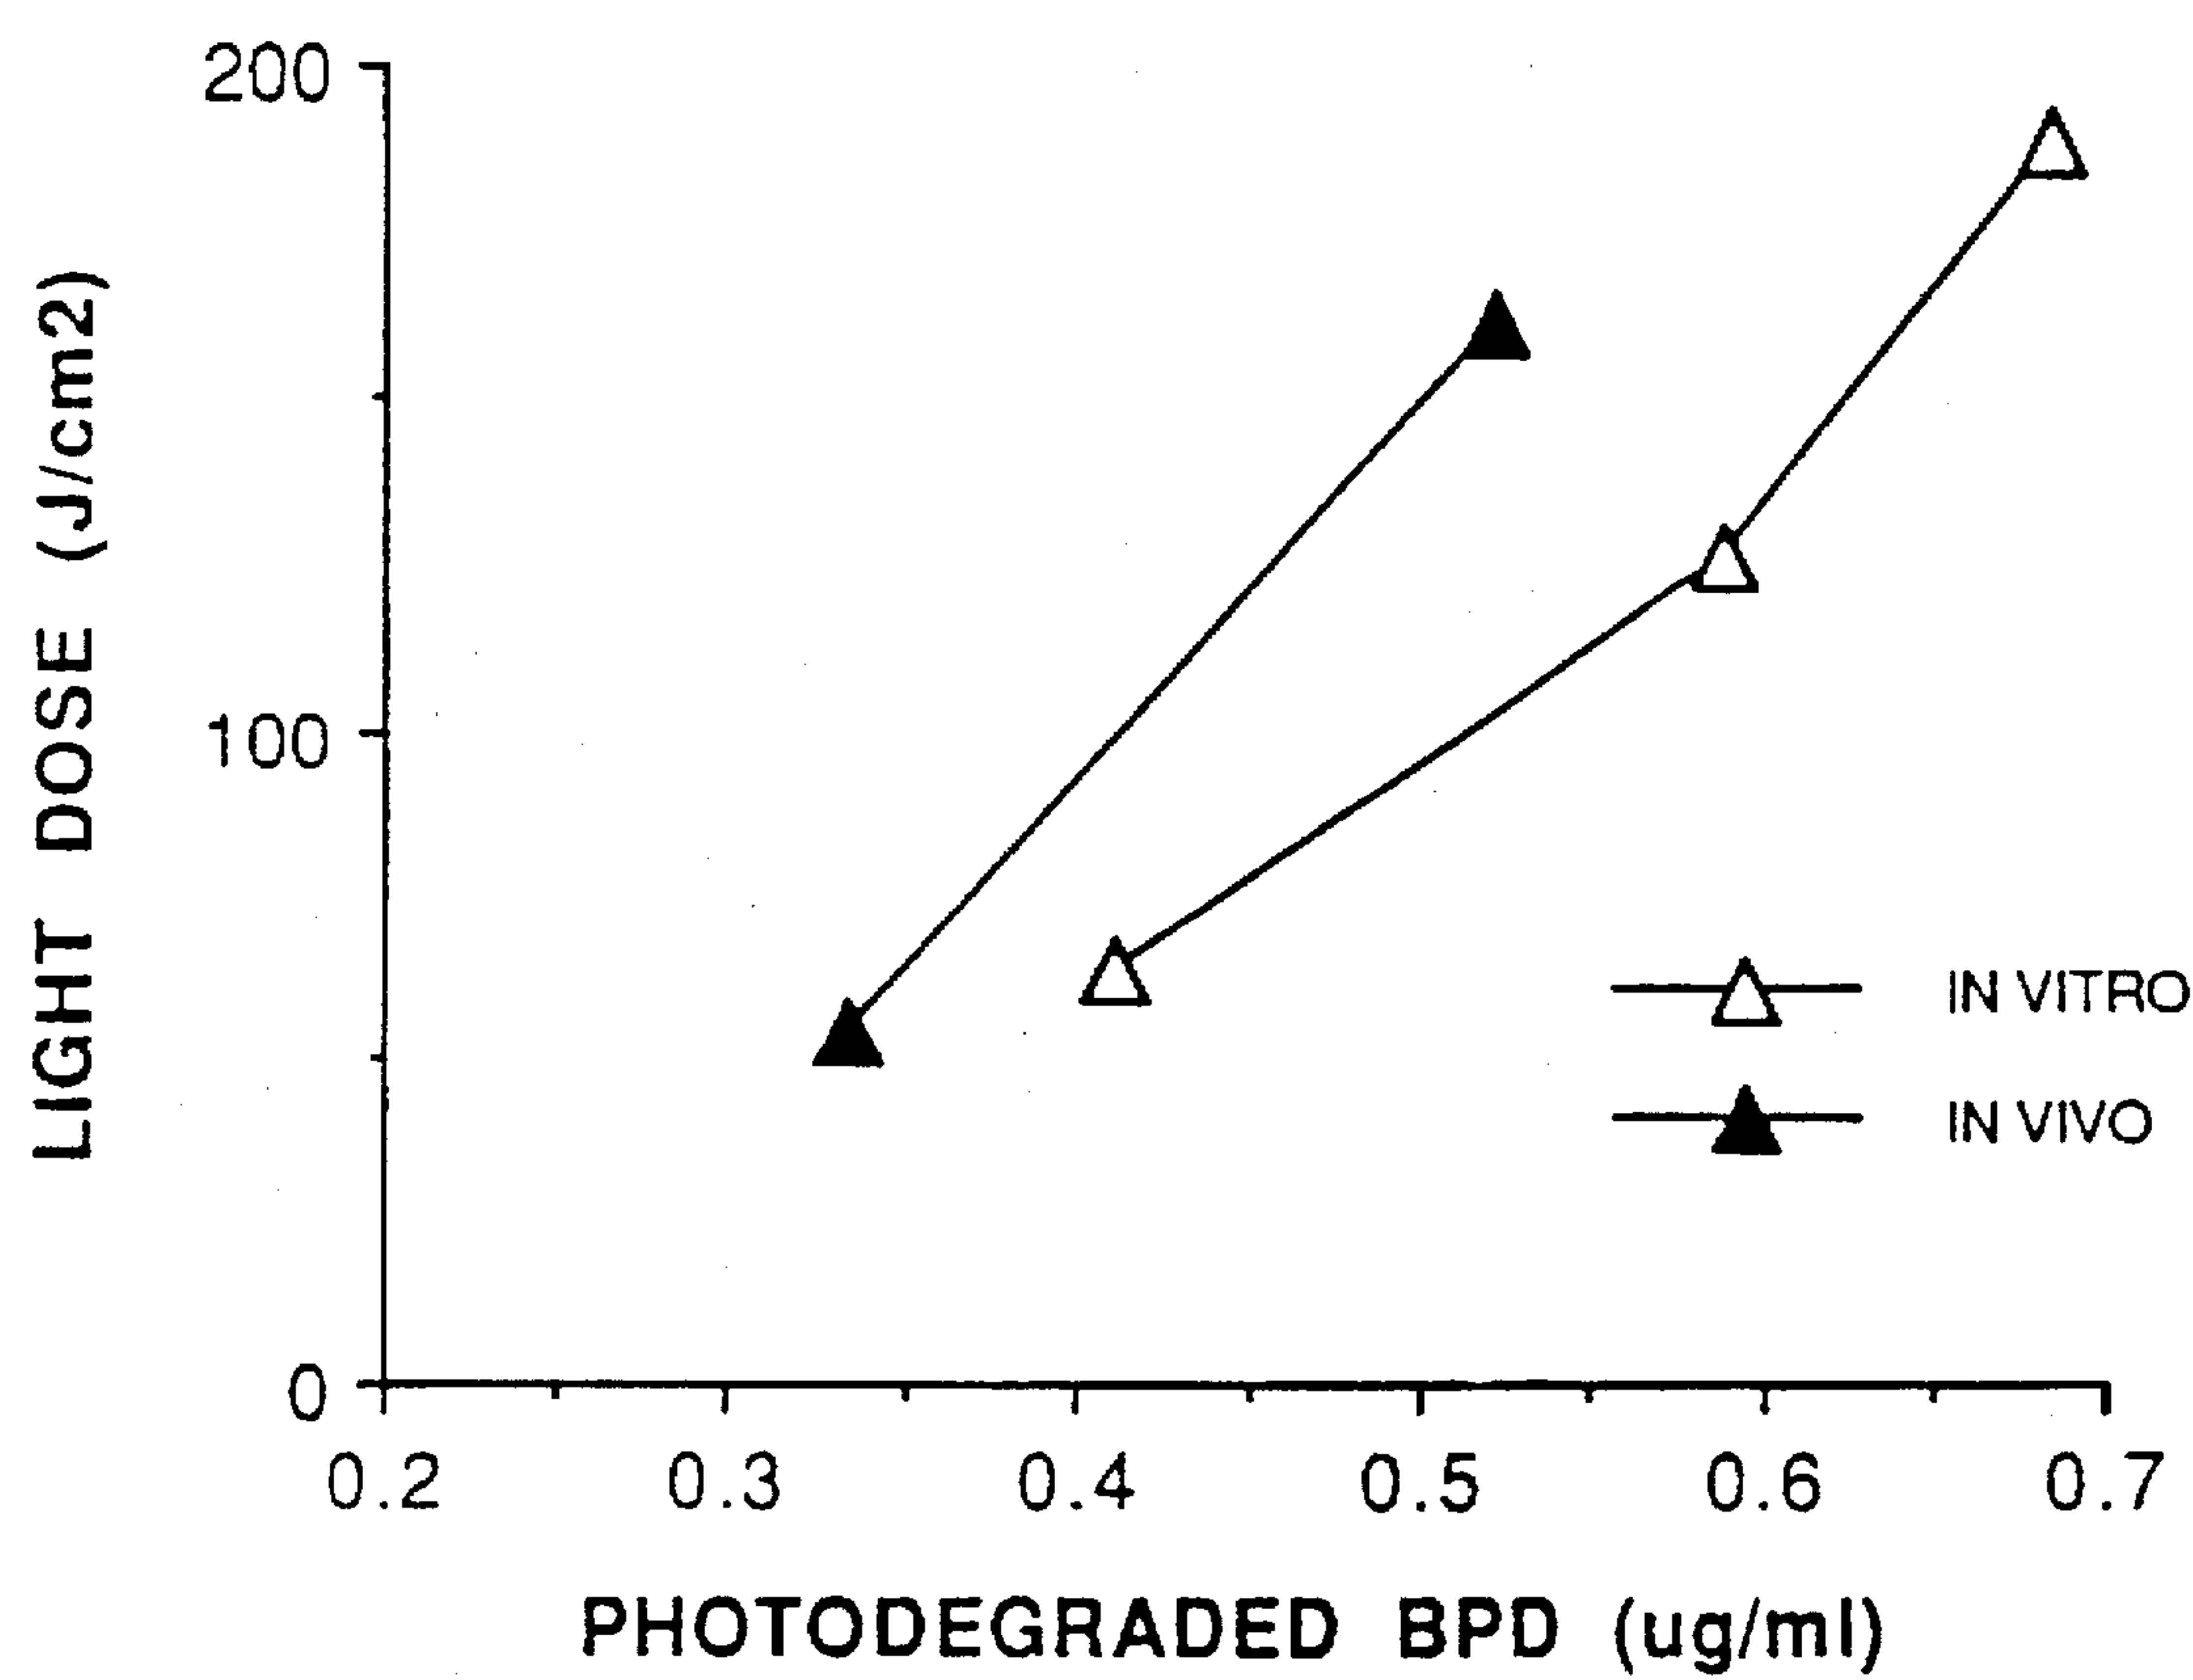 200
100
0
LIGHT DOSE (J/cm2)
IN VITRO
IN VIVO
0.2 0.3 0.4 0.5 0.6 0.7
PHOTODEGRADED BPD (ug/ml)